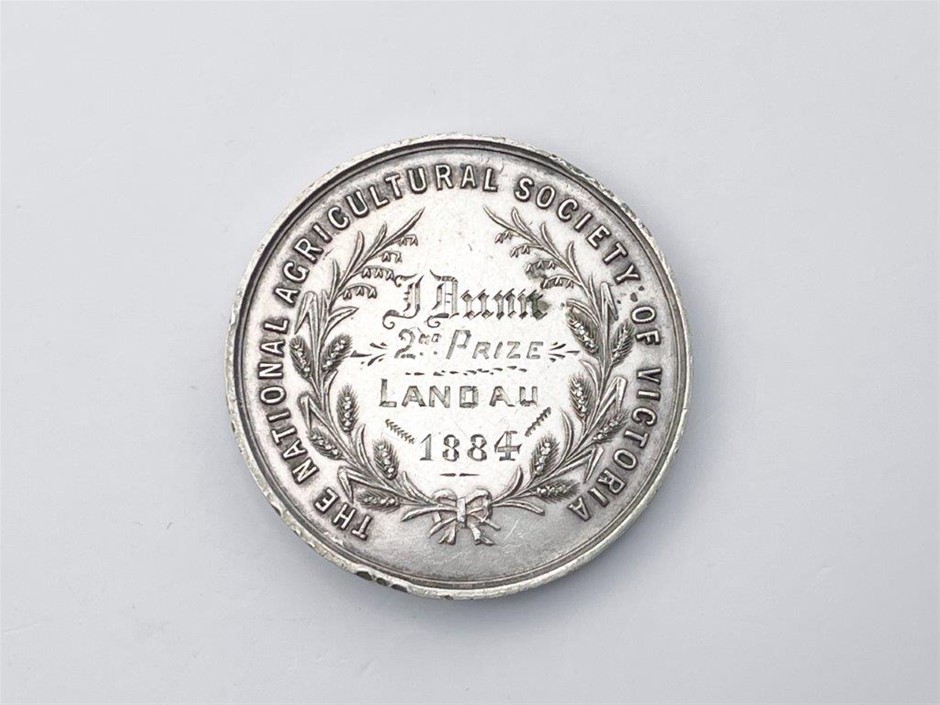 THE NATIONAL AGRICULTURAL SOCIETY OF VICTORIA
J Dunn
2ND PRIZE
LANDAU
1884